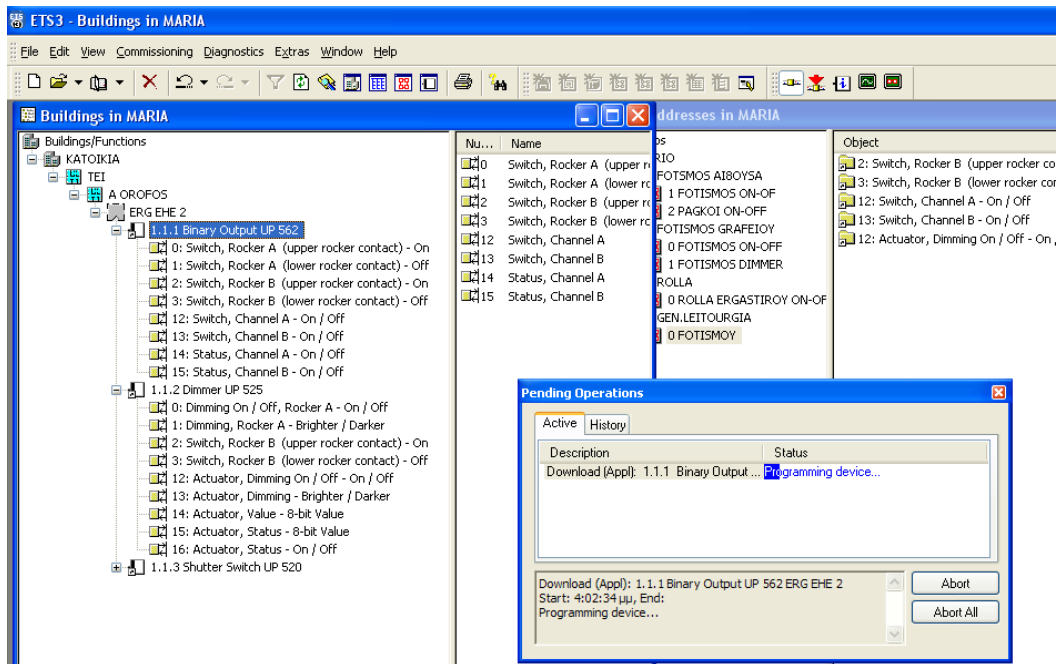 ETS3 - Buildings in MARIA
File Edit View Commissioning Diagnostics Extras Window Help
Buildings in MARIA
Buildings/Functions
KATOIKIA
TEI
A OROFOS
ERG EHE 2
1.1.1 Binary Output UP 562
0: Switch, Rocker A (upper rocker contact) - On
1: Switch, Rocker A (lower rocker contact) - Off
2: Switch, Rocker B (upper rocker contact) - On
3: Switch, Rocker B (lower rocker contact) - Off
12: Switch, Channel A - On / Off
13: Switch, Channel B - On / Off
14: Status, Channel A - On / Off
15: Status, Channel B - On / Off
1.1.2 Dimmer UP 525
0: Dimming On / Off, Rocker A - On / Off
1: Dimming, Rocker A - Brighter / Darker
2: Switch, Rocker B (upper rocker contact) - On
3: Switch, Rocker B (lower rocker contact) - Off
12: Actuator, Dimming On / Off - On / Off
13: Actuator, Dimming - Brighter / Darker
14: Actuator, Value - 8-bit Value
15: Actuator, Status - 8-bit Value
16: Actuator, Status - On / Off
1.1.3 Shutter Switch UP 520
Nu... Name
0 Switch, Rocker A (upper r
1 Switch, Rocker A (lower rc
2 Switch, Rocker B (upper r
3 Switch, Rocker B (lower rc
12 Switch, Channel A
13 Switch, Channel B
14 Status, Channel A
15 Status, Channel B
ddresses in MARIA
ps
RIO
FOTSMOS AI8OYSA
1 FOTISMOS ON-OF
2 PAGKOI ON-OFF
FOTISMOS GRAFEIOY
0 FOTISMOS ON-OFF
1 FOTISMOS DIMMER
ROLLA
0 ROLLA ERGASTIROY ON-OF
GEN.LEITOURGIA
0 FOTISMOY
Object
2: Switch, Rocker B (upper rocker co
3: Switch, Rocker B (lower rocker cor
12: Switch, Channel A - On / Off
13: Switch, Channel B - On / Off
12: Actuator, Dimming On / Off - On
Pending Operations
Active History
Description Status
Download (Appl): 1.1.1 Binary Output ... Programming device...
Download (Appl): 1.1.1 Binary Output UP 562 ERG EHE 2
Start: 4:02:34 μμ, End:
Programming device...
Abort
Abort All